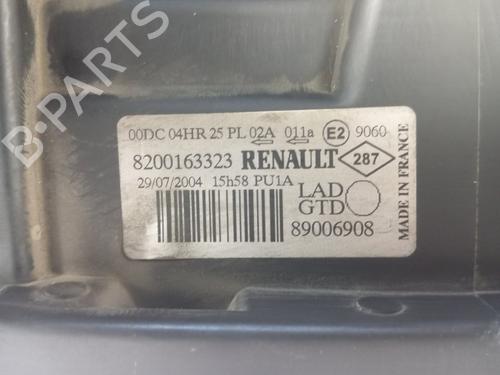 B-PARTS
00DC 04HR 25 PL 02A 011a E2 9060
8200163323 RENAULT 287
29/07/2004 15h58 PU1A
LAD
GTD
89006908
MADE IN FRANCE